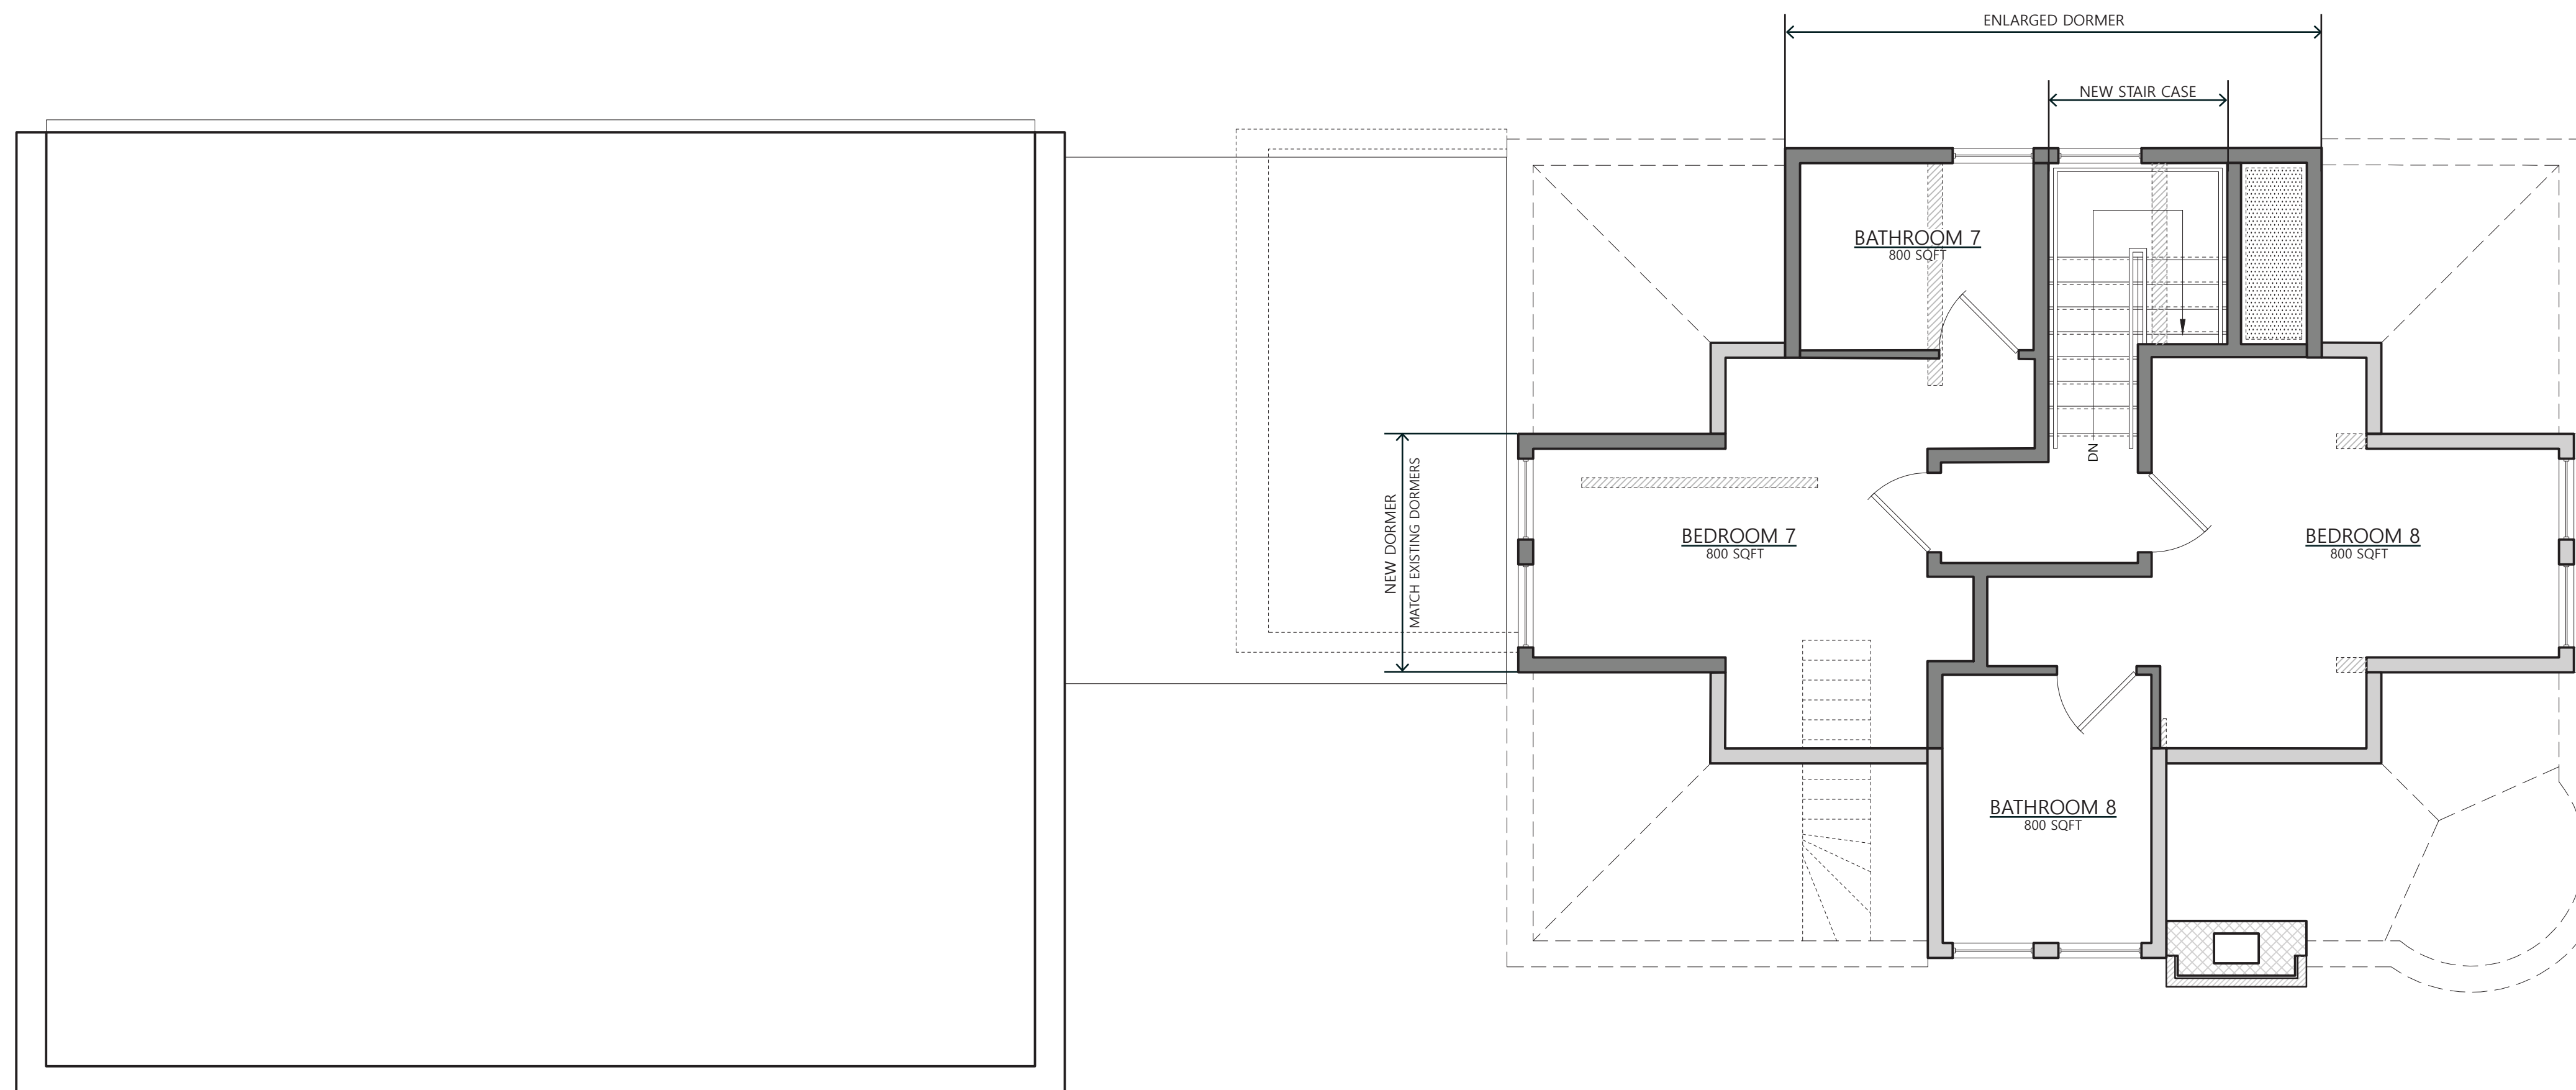 ENLARGED DORMER
NEW STAIR CASE
BATHROOM 7
800 SQFT
DN
NEW DORMER
MATCH EXISTING DORMERS
BEDROOM 7
800 SQFT
BEDROOM 8
800 SQFT
BATHROOM 8
800 SQFT